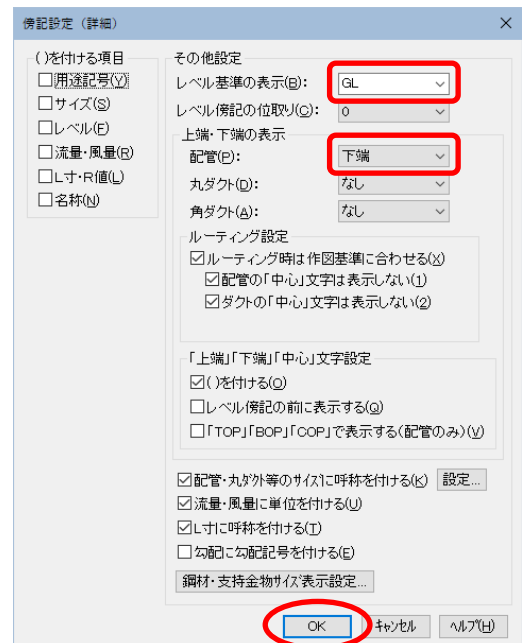 傍記設定（詳細）
( )を付ける項目
□用途記号(Y)
□サイズ(S)
□レベル(F)
□流量・風量(R)
□L寸・R値(L)
□名称(N)
その他設定
レベル基準の表示(B): GL
レベル傍記の位取り(C): 0
上端・下端の表示
配管(P): 下端
丸ダクト(D): なし
角ダクト(A): なし
ルーティング設定
☑ルーティング時は作図基準に合わせる(X)
☑配管の「中心」文字は表示しない(1)
☑ダクトの「中心」文字は表示しない(2)
「上端」「下端」「中心」文字設定
☑( )を付ける(O)
□レベル傍記の前に表示する(Q)
□「TOP」「BOP」「COP」で表示する(配管のみ)(V)
☑配管・丸ダクト等のサイズに呼称を付ける(K) 設定...
☑流量・風量に単位を付ける(U)
☑L寸に呼称を付ける(T)
□勾配に勾配記号を付ける(E)
鋼材・支持金物サイズ表示設定...
OK キャンセル ヘルプ(H)